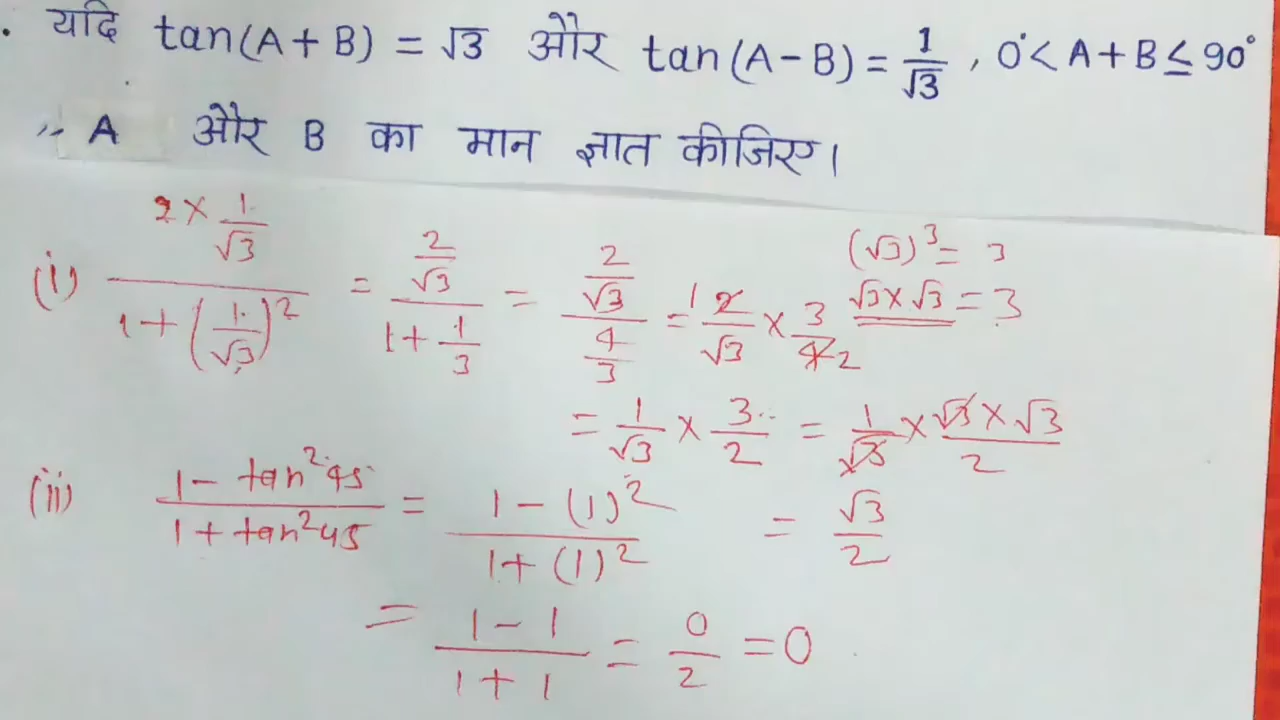 . यदि tan(A+B) = √3 और tan(A-B) = 1/√3 , 0°< A+B ≤ 90°
A और B का मान ज्ञात कीजिए।
(i) (2 × 1/√3)/(1+(1/√3)²) = (2/√3)/(1+1/3) = (2/√3)/(4/3) = 1 2/√3 × 3/4 2
(√3)³ = 3
√3×√3 = 3
= 1/√3 × 3/2 = 1/√3 × (√3×√3)/2
= √3/2
(ii) (1- tan²45)/(1+tan²45) = (1-(1)²)/(1+(1)²)
= (1-1)/(1+1) = 0/2 = 0